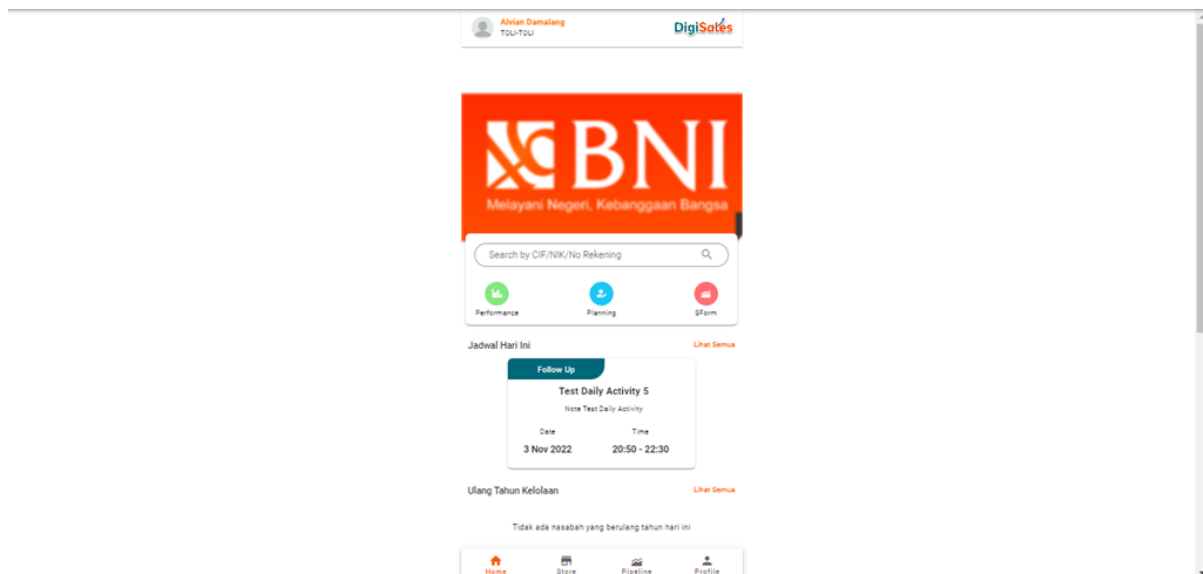 Alvian Damalang
TOLI-TOLI
DigiSales
BNI
Melayani Negeri, Kebanggaan Bangsa
Search by CIF/NIK/No Rekening
Performance
Planning
SForm
Jadwal Hari Ini
Lihat Semua
Follow Up
Test Daily Activity 5
Note Test Daily Activity
Date
Time
3 Nov 2022
20:50 - 22:30
Ulang Tahun Kelolaan
Lihat Semua
Tidak ada nasabah yang berulang tahun hari ini
Home
Store
Pipeline
Profile